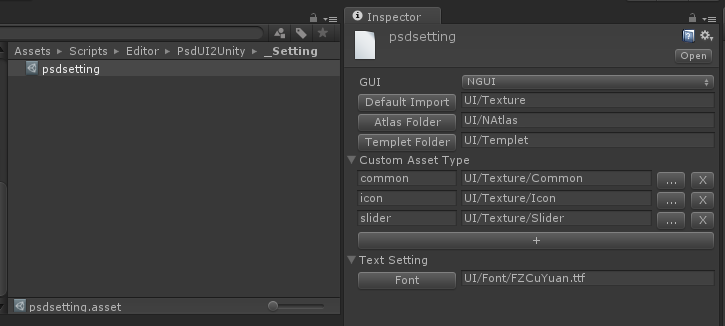 Assets ▸ Scripts ▸ Editor ▸ PsdUI2Unity ▸ _Setting
psdsetting
psdsetting.asset
Inspector
psdsetting
Open
GUI NGUI
Default Import UI/Texture
Atlas Folder UI/NAtlas
Templet Folder UI/Templet
Custom Asset Type
common UI/Texture/Common ... X
icon UI/Texture/Icon ... X
slider UI/Texture/Slider ... X
+
Text Setting
Font UI/Font/FZCuYuan.ttf